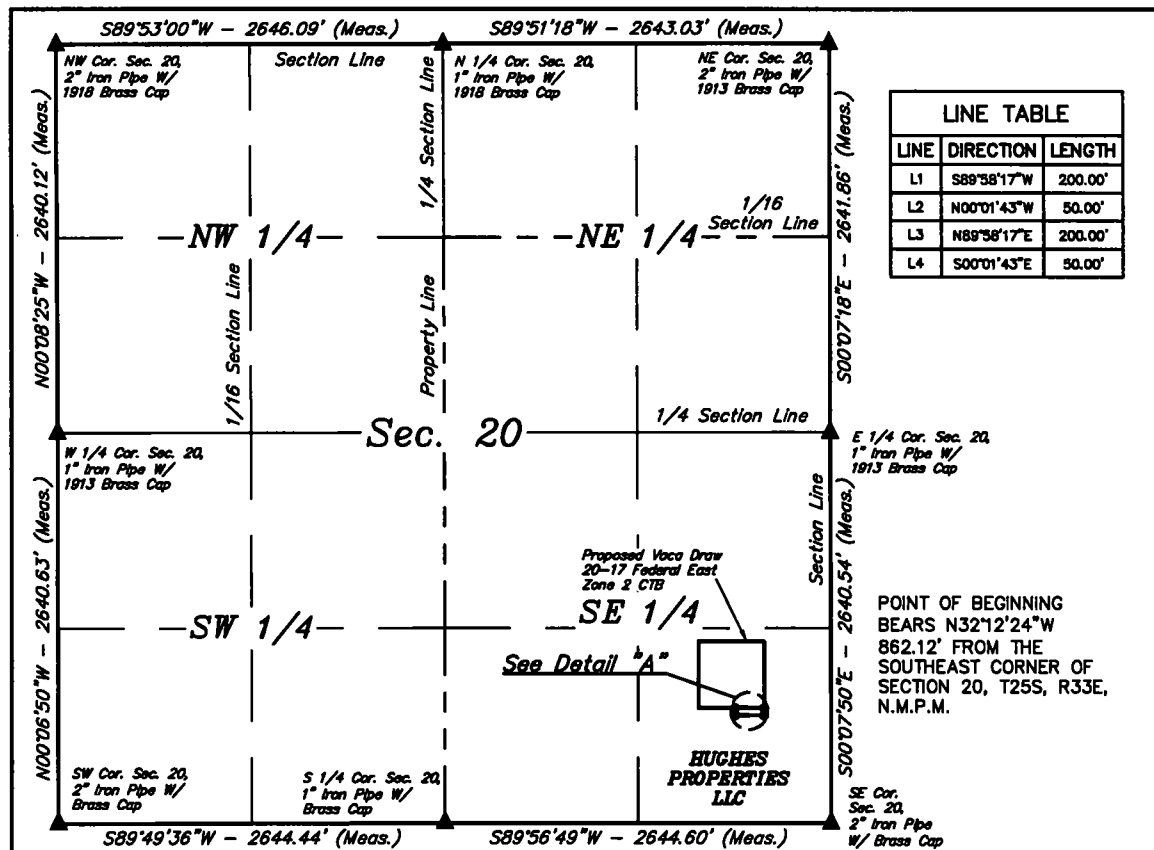 S89°53'00"W - 2646.09' (Meas.)
S89°51'18"W - 2643.03' (Meas.)
NW Cor. Sec. 20,
2" Iron Pipe W/
1918 Brass Cap
Section Line
N 1/4 Cor. Sec. 20,
1" Iron Pipe W/
1918 Brass Cap
NE Cor. Sec. 20,
2" Iron Pipe W/
1913 Brass Cap
N00°08'25"W - 2640.12' (Meas.)
1/4 Section Line
S00°07'18"E - 2641.86' (Meas.)
LINE TABLE
LINE DIRECTION LENGTH
L1 S89°58'17"W 200.00'
L2 N00°01'43"W 50.00'
L3 N89°58'17"E 200.00'
L4 S00°01'43"E 50.00'
NW 1/4
NE 1/4
1/16
Section Line
1/16 Section Line
Property Line
Sec. 20
1/4 Section Line
W 1/4 Cor. Sec. 20,
1" Iron Pipe W/
1913 Brass Cap
E 1/4 Cor. Sec. 20,
1" Iron Pipe W/
1913 Brass Cap
N00°06'50"W - 2640.63' (Meas.)
Section Line
S00°07'50"E - 2640.54' (Meas.)
Proposed Vaca Draw
20-17 Federal East
Zone 2 CTB
SW 1/4
SE 1/4
See Detail "A"
POINT OF BEGINNING
BEARS N32°12'24"W
862.12' FROM THE
SOUTHEAST CORNER OF
SECTION 20, T25S, R33E,
N.M.P.M.
HUGHES
PROPERTIES
LLC
SW Cor. Sec. 20,
2" Iron Pipe W/
Brass Cap
S 1/4 Cor. Sec. 20,
1" Iron Pipe W/
Brass Cap
SE Cor.
Sec. 20,
2" Iron Pipe
W/ Brass Cap
S89°49'36"W - 2644.44' (Meas.)
S89°56'49"W - 2644.60' (Meas.)